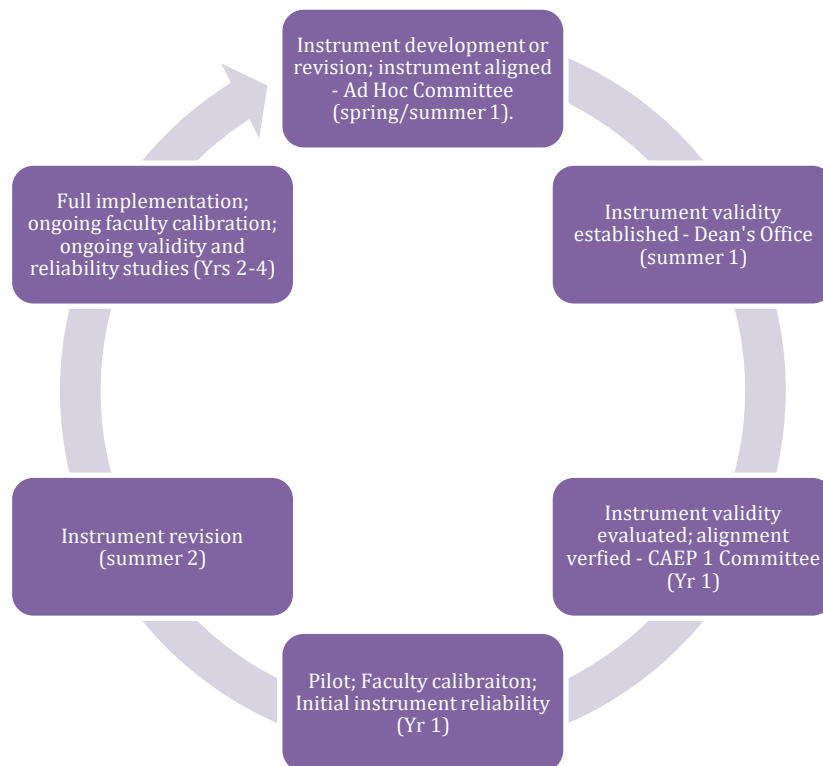 Instrument development or
revision; instrument aligned
- Ad Hoc Committee
(spring/summer 1).
Instrument validity
established - Dean's Office
(summer 1)
Instrument validity
evaluated; alignment
verfied - CAEP 1 Committee
(Yr 1)
Pilot; Faculty calibraiton;
Initial instrument reliability
(Yr 1)
Instrument revision
(summer 2)
Full implementation;
ongoing faculty calibration;
ongoing validity and
reliability studies (Yrs 2-4)